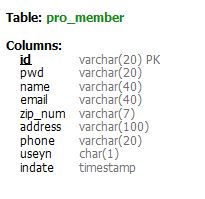 Table: pro_member
Columns:
id varchar(20) PK
pwd varchar(20)
name varchar(40)
email varchar(40)
zip_num varchar(7)
address varchar(100)
phone varchar(20)
useyn char(1)
indate timestamp